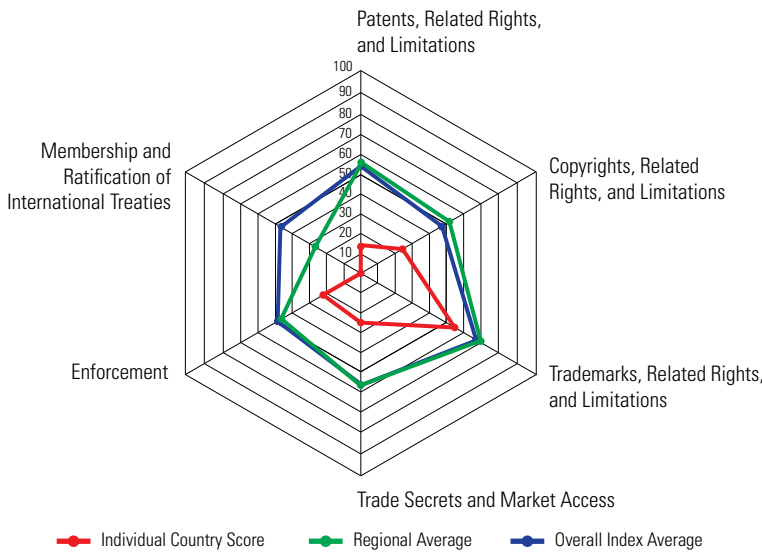 Patents, Related Rights,
and Limitations
100
90
80
70
60
50
40
30
20
10
Membership and
Ratification of
International Treaties
Copyrights, Related
Rights, and Limitations
Enforcement
Trademarks, Related Rights,
and Limitations
Trade Secrets and Market Access
Individual Country Score
Regional Average
Overall Index Average